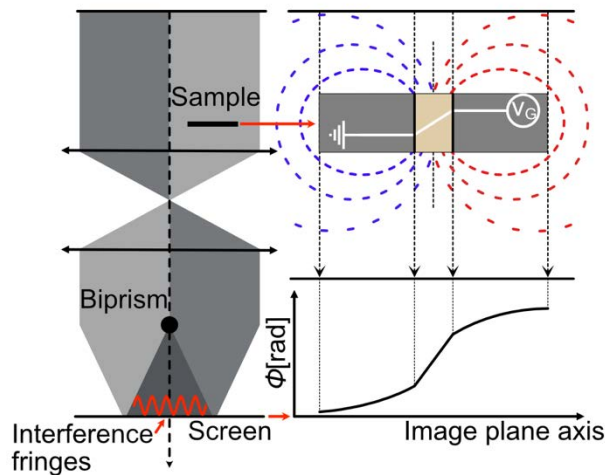 Sample
V_G
Biprism
Φ[rad]
Interference
fringes
Screen
Image plane axis